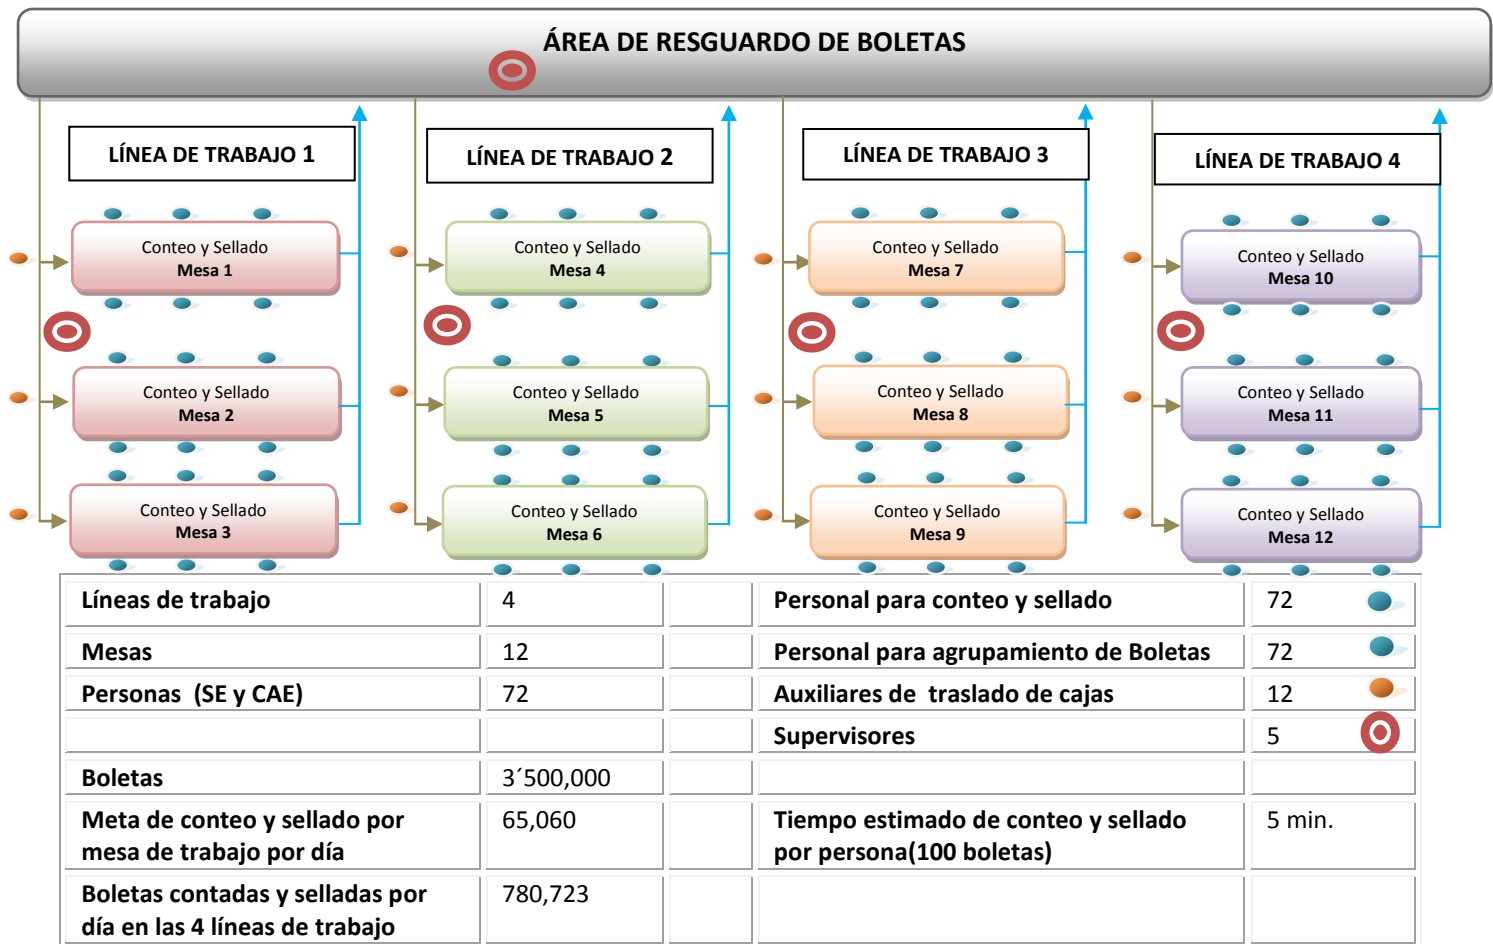 ÁREA DE RESGUARDO DE BOLETAS
LÍNEA DE TRABAJO 1
LÍNEA DE TRABAJO 2
LÍNEA DE TRABAJO 3
LÍNEA DE TRABAJO 4
Conteo y Sellado
Mesa 1
Conteo y Sellado
Mesa 4
Conteo y Sellado
Mesa 7
Conteo y Sellado
Mesa 10
Conteo y Sellado
Mesa 2
Conteo y Sellado
Mesa 5
Conteo y Sellado
Mesa 8
Conteo y Sellado
Mesa 11
Conteo y Sellado
Mesa 3
Conteo y Sellado
Mesa 6
Conteo y Sellado
Mesa 9
Conteo y Sellado
Mesa 12
Líneas de trabajo 4 Personal para conteo y sellado 72
Mesas 12 Personal para agrupamiento de Boletas 72
Personas (SE y CAE) 72 Auxiliares de traslado de cajas 12
Supervisores 5
Boletas 3´500,000
Meta de conteo y sellado por
mesa de trabajo por día
65,060
Tiempo estimado de conteo y sellado
por persona(100 boletas)
5 min.
Boletas contadas y selladas por
día en las 4 líneas de trabajo
780,723